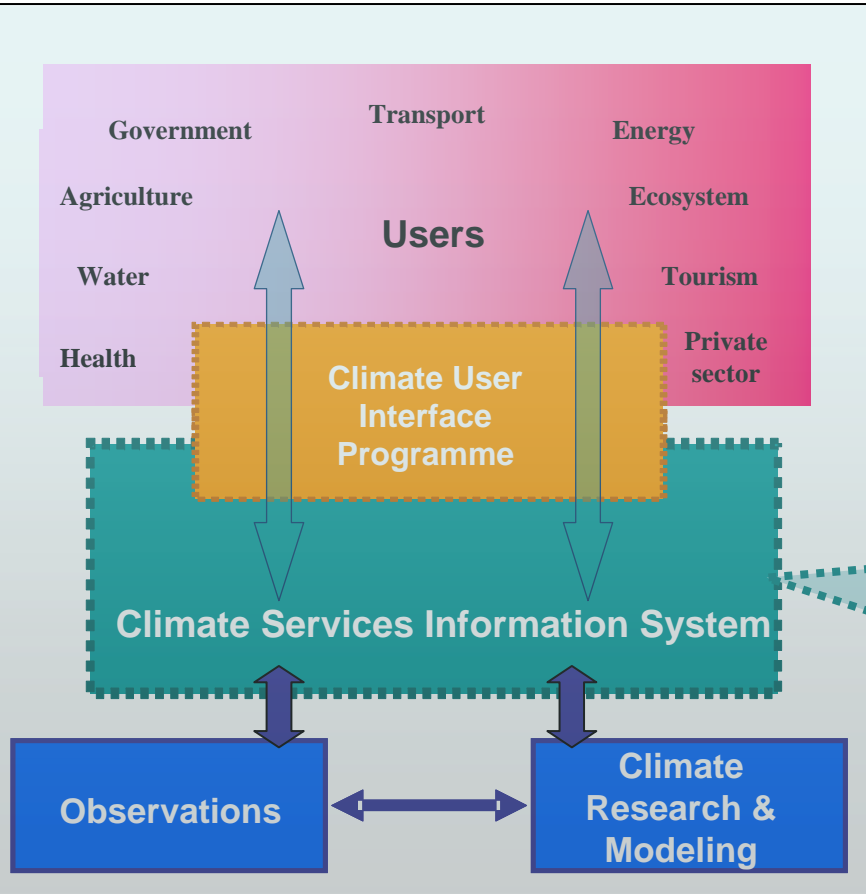 Government
Transport
Energy
Agriculture
Ecosystem
Users
Water
Tourism
Health
Private
sector
Climate User
Interface
Programme
Climate Services Information System
Observations
Climate
Research &
Modeling